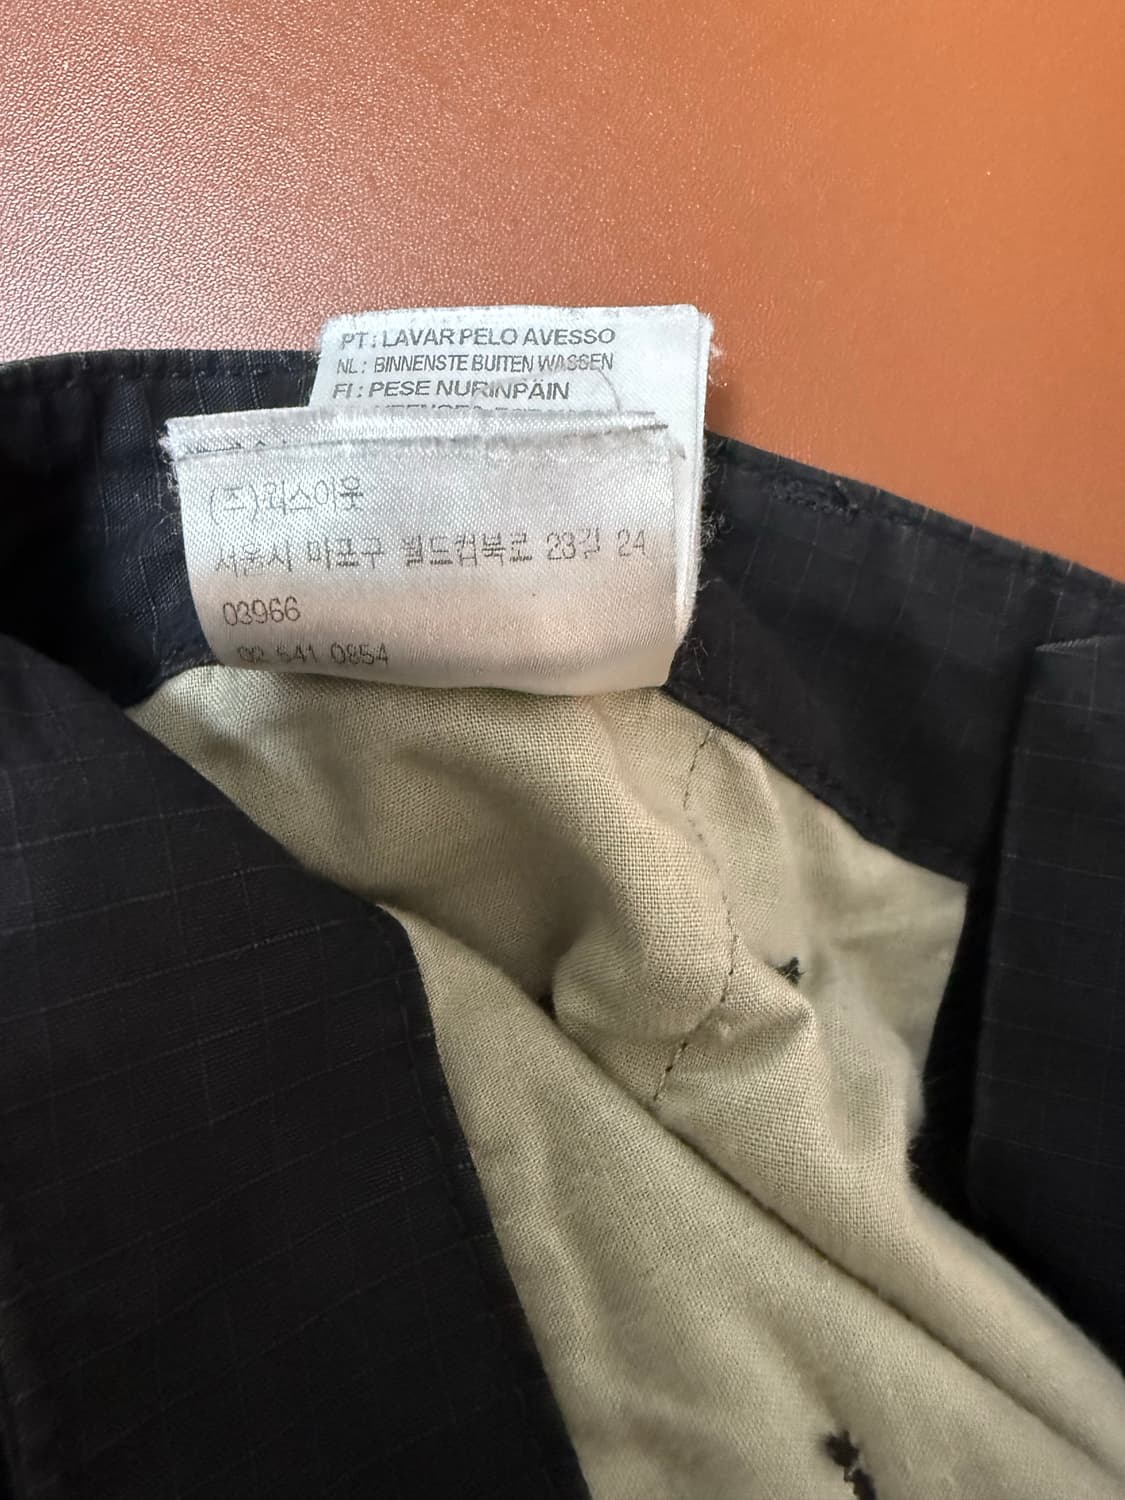 PT : LAVAR PELO AVESSO
NL : BINNENSTE BUITEN WASSEN
FI : PESE NURINPÄIN
(주)웍스아웃
서울시 마포구 월드컵북로 23길 24
03966
02 541 0854